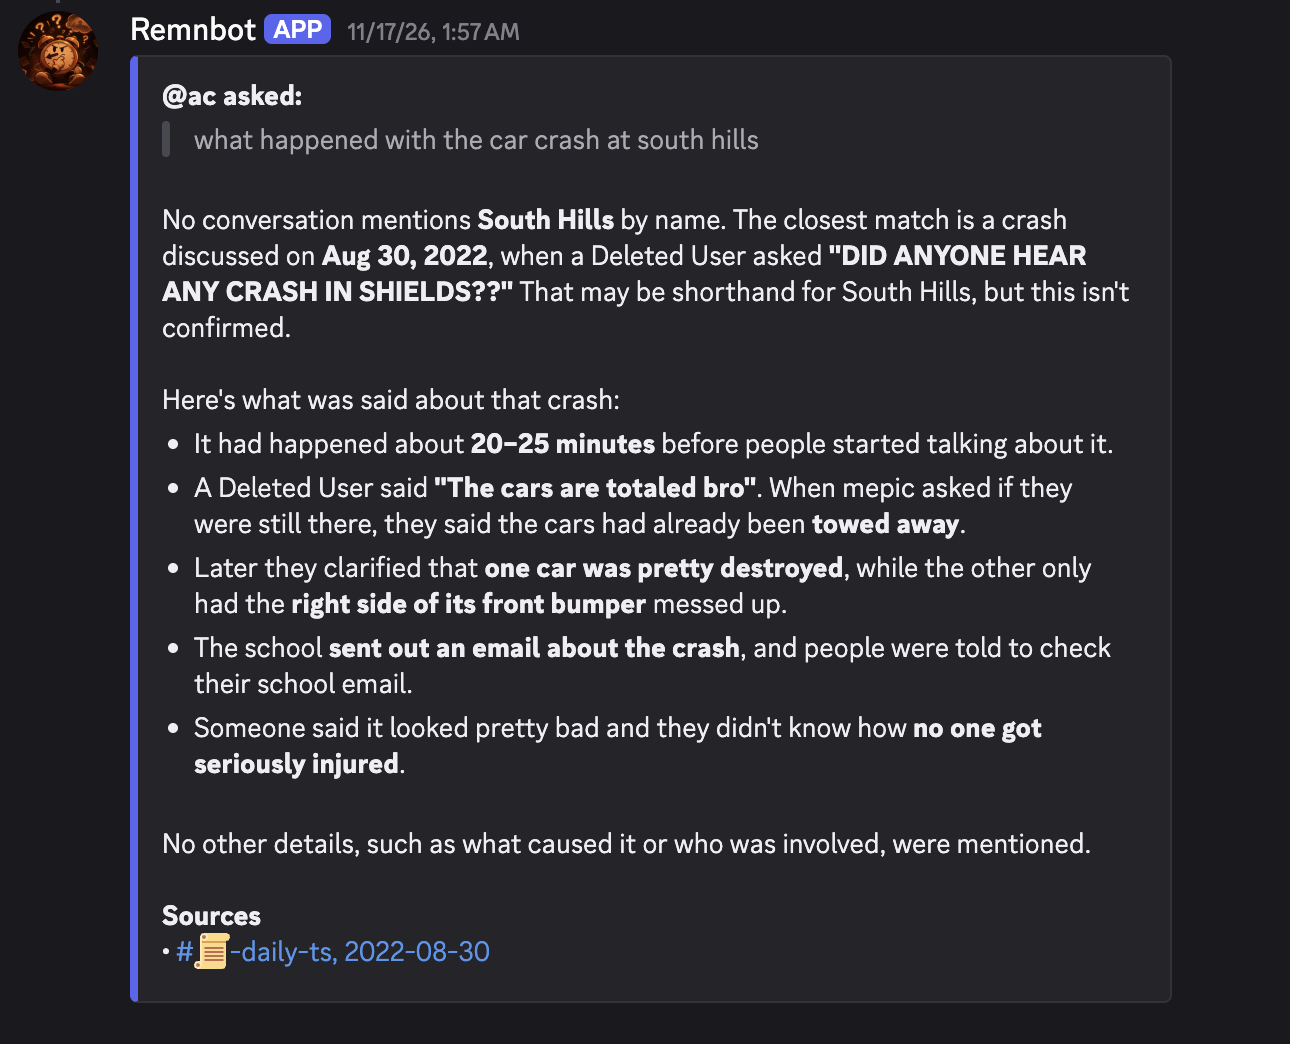 Remnbot APP 11/17/26, 1:57 AM
@ac asked:
what happened with the car crash at south hills
No conversation mentions South Hills by name. The closest match is a crash
discussed on Aug 30, 2022, when a Deleted User asked "DID ANYONE HEAR
ANY CRASH IN SHIELDS??" That may be shorthand for South Hills, but this isn't
confirmed.
Here's what was said about that crash:
• It had happened about 20–25 minutes before people started talking about it.
• A Deleted User said "The cars are totaled bro". When mepic asked if they
were still there, they said the cars had already been towed away.
• Later they clarified that one car was pretty destroyed, while the other only
had the right side of its front bumper messed up.
• The school sent out an email about the crash, and people were told to check
their school email.
• Someone said it looked pretty bad and they didn't know how no one got
seriously injured.
No other details, such as what caused it or who was involved, were mentioned.
Sources
• #📜-daily-ts, 2022-08-30